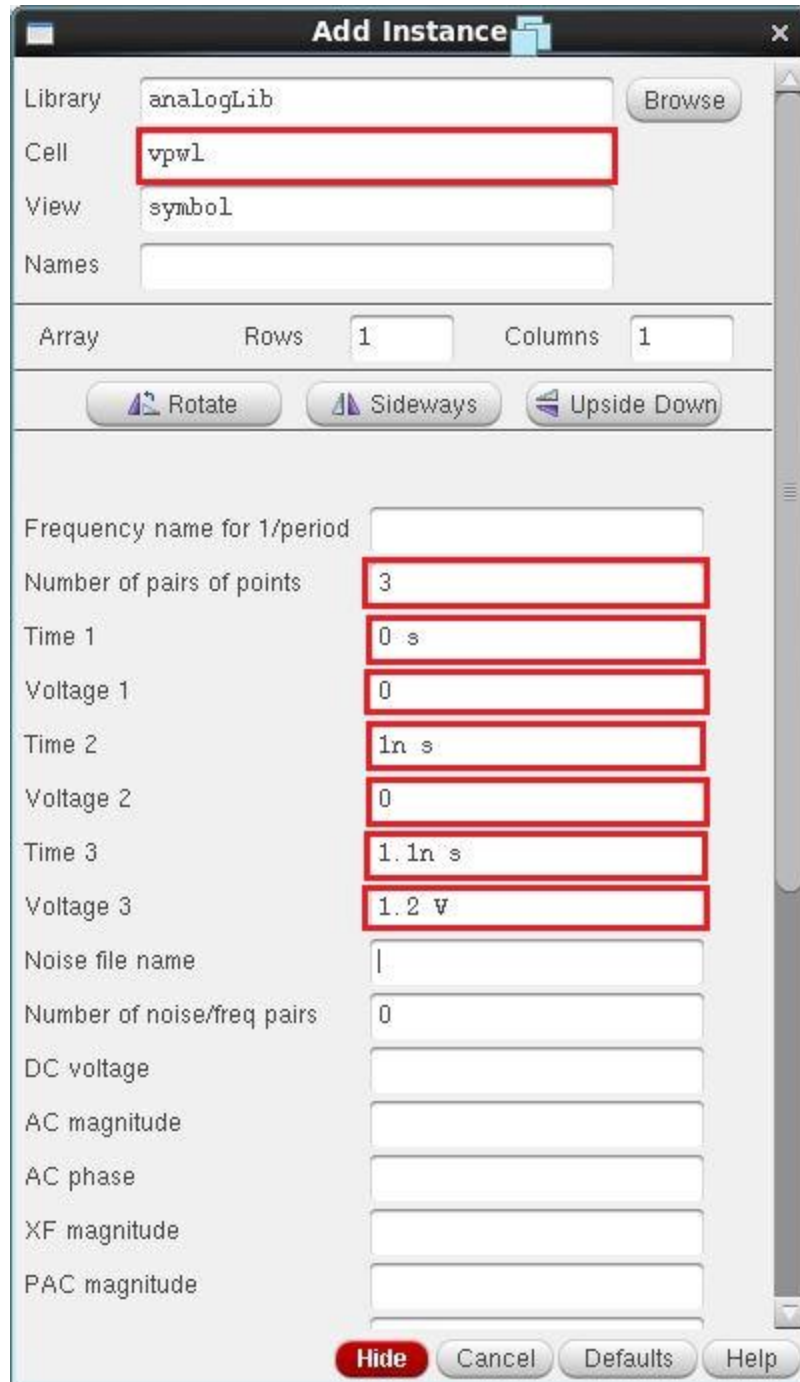 Add Instance
Library analogLib Browse
Cell vpwl
View symbol
Names
Array Rows 1 Columns 1
Rotate Sideways Upside Down
Frequency name for 1/period
Number of pairs of points 3
Time 1 0 s
Voltage 1 0
Time 2 1n s
Voltage 2 0
Time 3 1.1n s
Voltage 3 1.2 V
Noise file name
Number of noise/freq pairs 0
DC voltage
AC magnitude
AC phase
XF magnitude
PAC magnitude
Hide Cancel Defaults Help